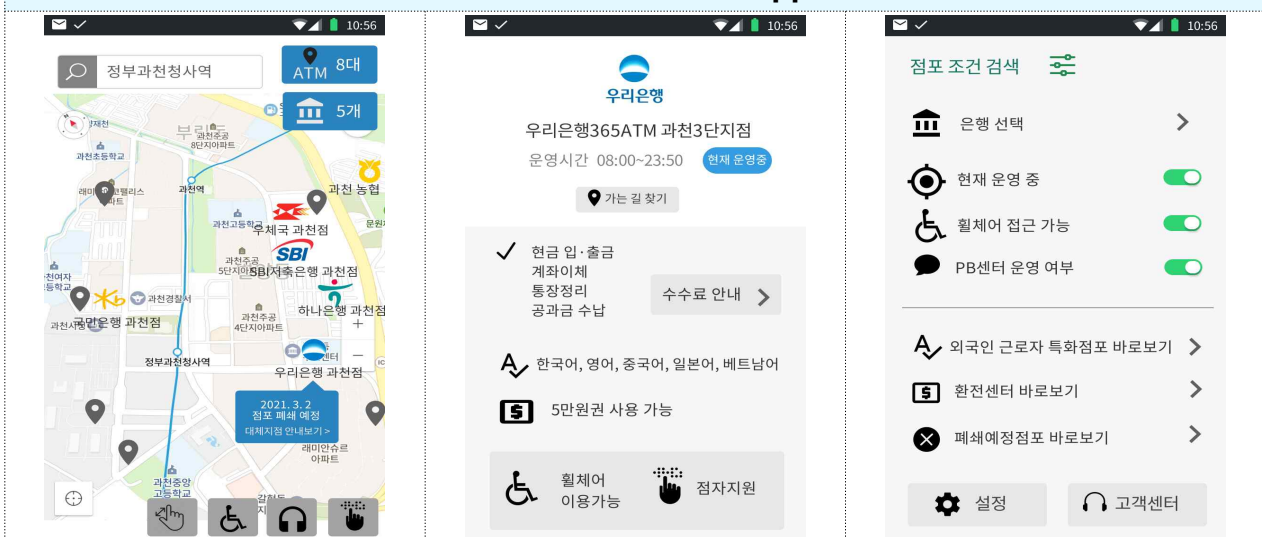 10:56
정부과천청사역
ATM 8대
5개
부림동
과천주공
8단지아파트
과천초등학교
과천역
과천 농협
과천고등학교
우체국 과천점
SBI
과천주공
5단지아파트
SBI저축은행 과천점
과천경찰서
국민은행 과천점
하나은행 과천점
과천주공
4단지아파트
정부과천청사역
우리은행 과천점
2021. 3. 2
점포 폐쇄 예정
대체지점 안내보기 >
래미안슈르
아파트
과천중앙
고등학교
10:56
우리은행
우리은행365ATM 과천3단지점
운영시간 08:00~23:50 현재 운영중
가는 길 찾기
현금 입·출금
계좌이체
통장정리
공과금 수납
수수료 안내
한국어, 영어, 중국어, 일본어, 베트남어
5만원권 사용 가능
휠체어
이용가능
점자지원
10:56
점포 조건 검색
은행 선택
현재 운영 중
휠체어 접근 가능
PB센터 운영 여부
외국인 근로자 특화점포 바로보기
환전센터 바로보기
폐쇄예정점포 바로보기
설정
고객센터